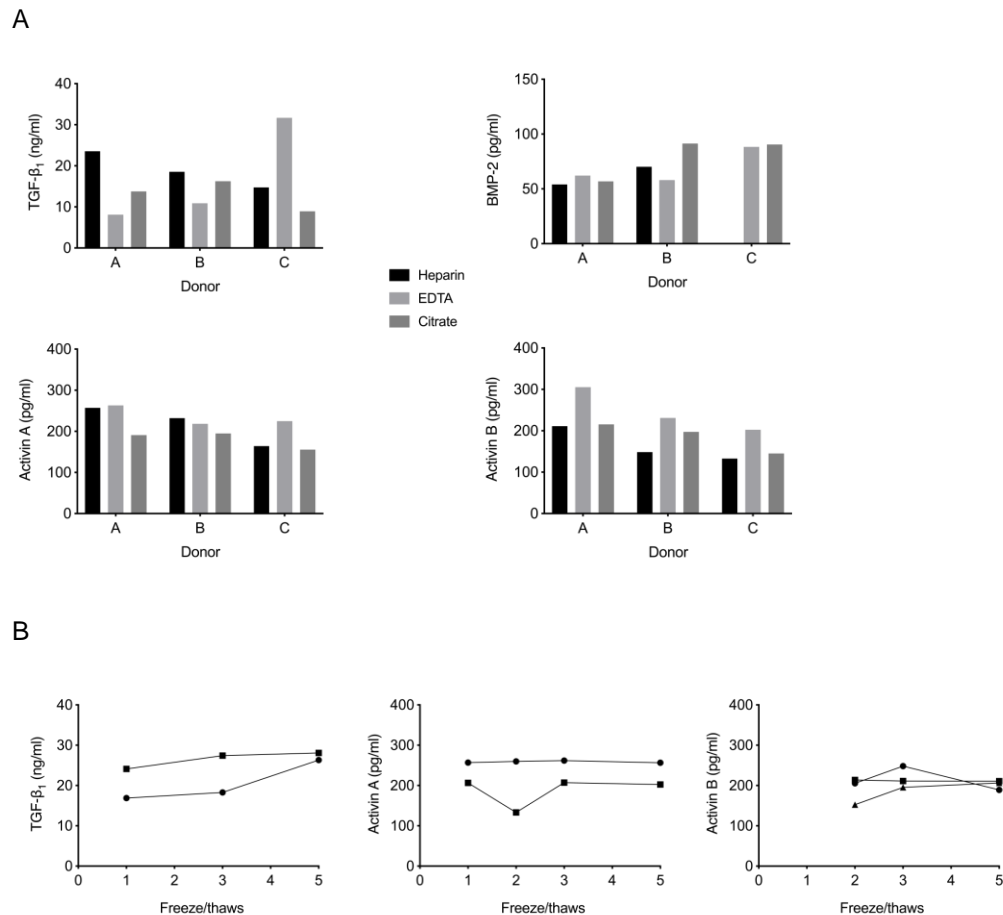 A
TGF-β₁ (ng/ml)
40
30
20
10
0
A B C
Donor
BMP-2 (pg/ml)
150
100
50
0
A B C
Donor
Heparin
EDTA
Citrate
Activin A (pg/ml)
400
300
200
100
0
A B C
Donor
Activin B (pg/ml)
400
300
200
100
0
A B C
Donor
B
TGF-β₁ (ng/ml)
40
30
20
10
0
0 1 2 3 4 5
Freeze/thaws
Activin A (pg/ml)
400
300
200
100
0
0 1 2 3 4 5
Freeze/thaws
Activin B (pg/ml)
400
300
200
100
0
0 1 2 3 4 5
Freeze/thaws